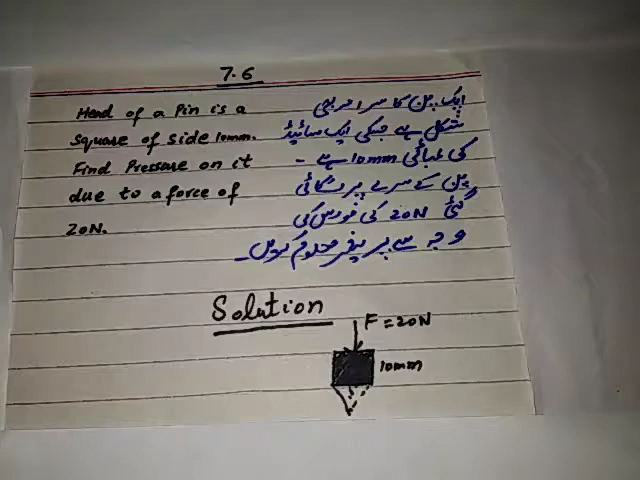 7.6
Head of a Pin is a
Square of side 10mm.
Find Pressure on it
due to a force of
20N.
ایک پن کا سرا مربعی
شکل ہے جسکی ایک سائیڈ
کی لمبائی 10mm ہے -
پن کے سرے پر لگائی
گئی 20N کی فورس کی
وجہ سے پریشر معلوم کریں۔
Solution
F = 20N
10mm